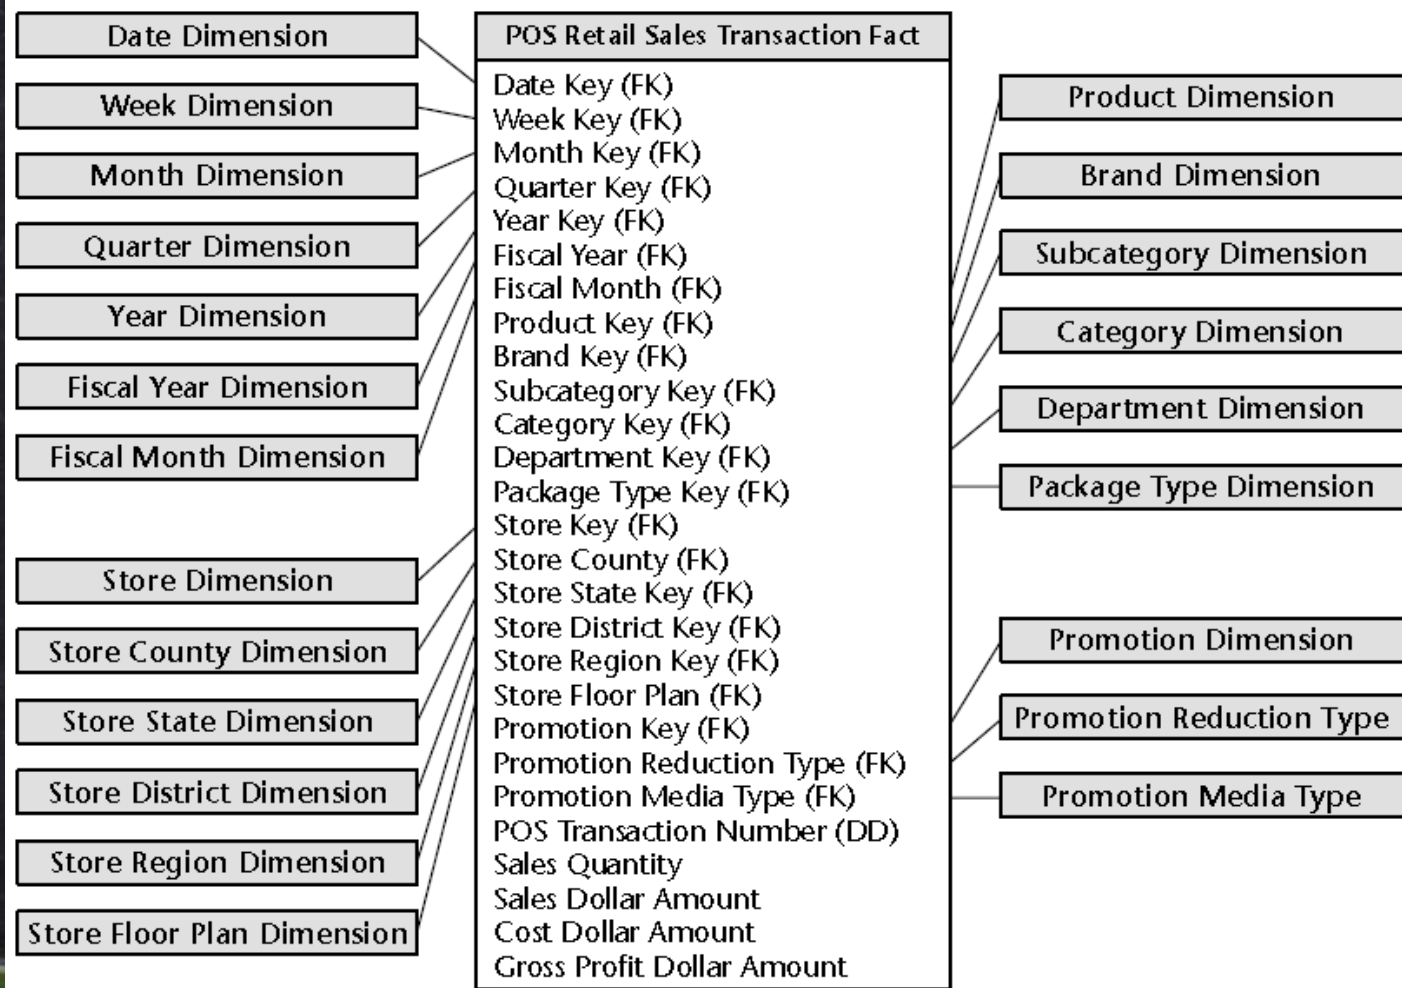 Date Dimension
Week Dimension
Month Dimension
Quarter Dimension
Year Dimension
Fiscal Year Dimension
Fiscal Month Dimension
Store Dimension
Store County Dimension
Store State Dimension
Store District Dimension
Store Region Dimension
Store Floor Plan Dimension
POS Retail Sales Transaction Fact
Date Key (FK)
Week Key (FK)
Month Key (FK)
Quarter Key (FK)
Year Key (FK)
Fiscal Year (FK)
Fiscal Month (FK)
Product Key (FK)
Brand Key (FK)
Subcategory Key (FK)
Category Key (FK)
Department Key (FK)
Package Type Key (FK)
Store Key (FK)
Store County (FK)
Store State Key (FK)
Store District Key (FK)
Store Region Key (FK)
Store Floor Plan (FK)
Promotion Key (FK)
Promotion Reduction Type (FK)
Promotion Media Type (FK)
POS Transaction Number (DD)
Sales Quantity
Sales Dollar Amount
Cost Dollar Amount
Gross Profit Dollar Amount
Product Dimension
Brand Dimension
Subcategory Dimension
Category Dimension
Department Dimension
Package Type Dimension
Promotion Dimension
Promotion Reduction Type
Promotion Media Type